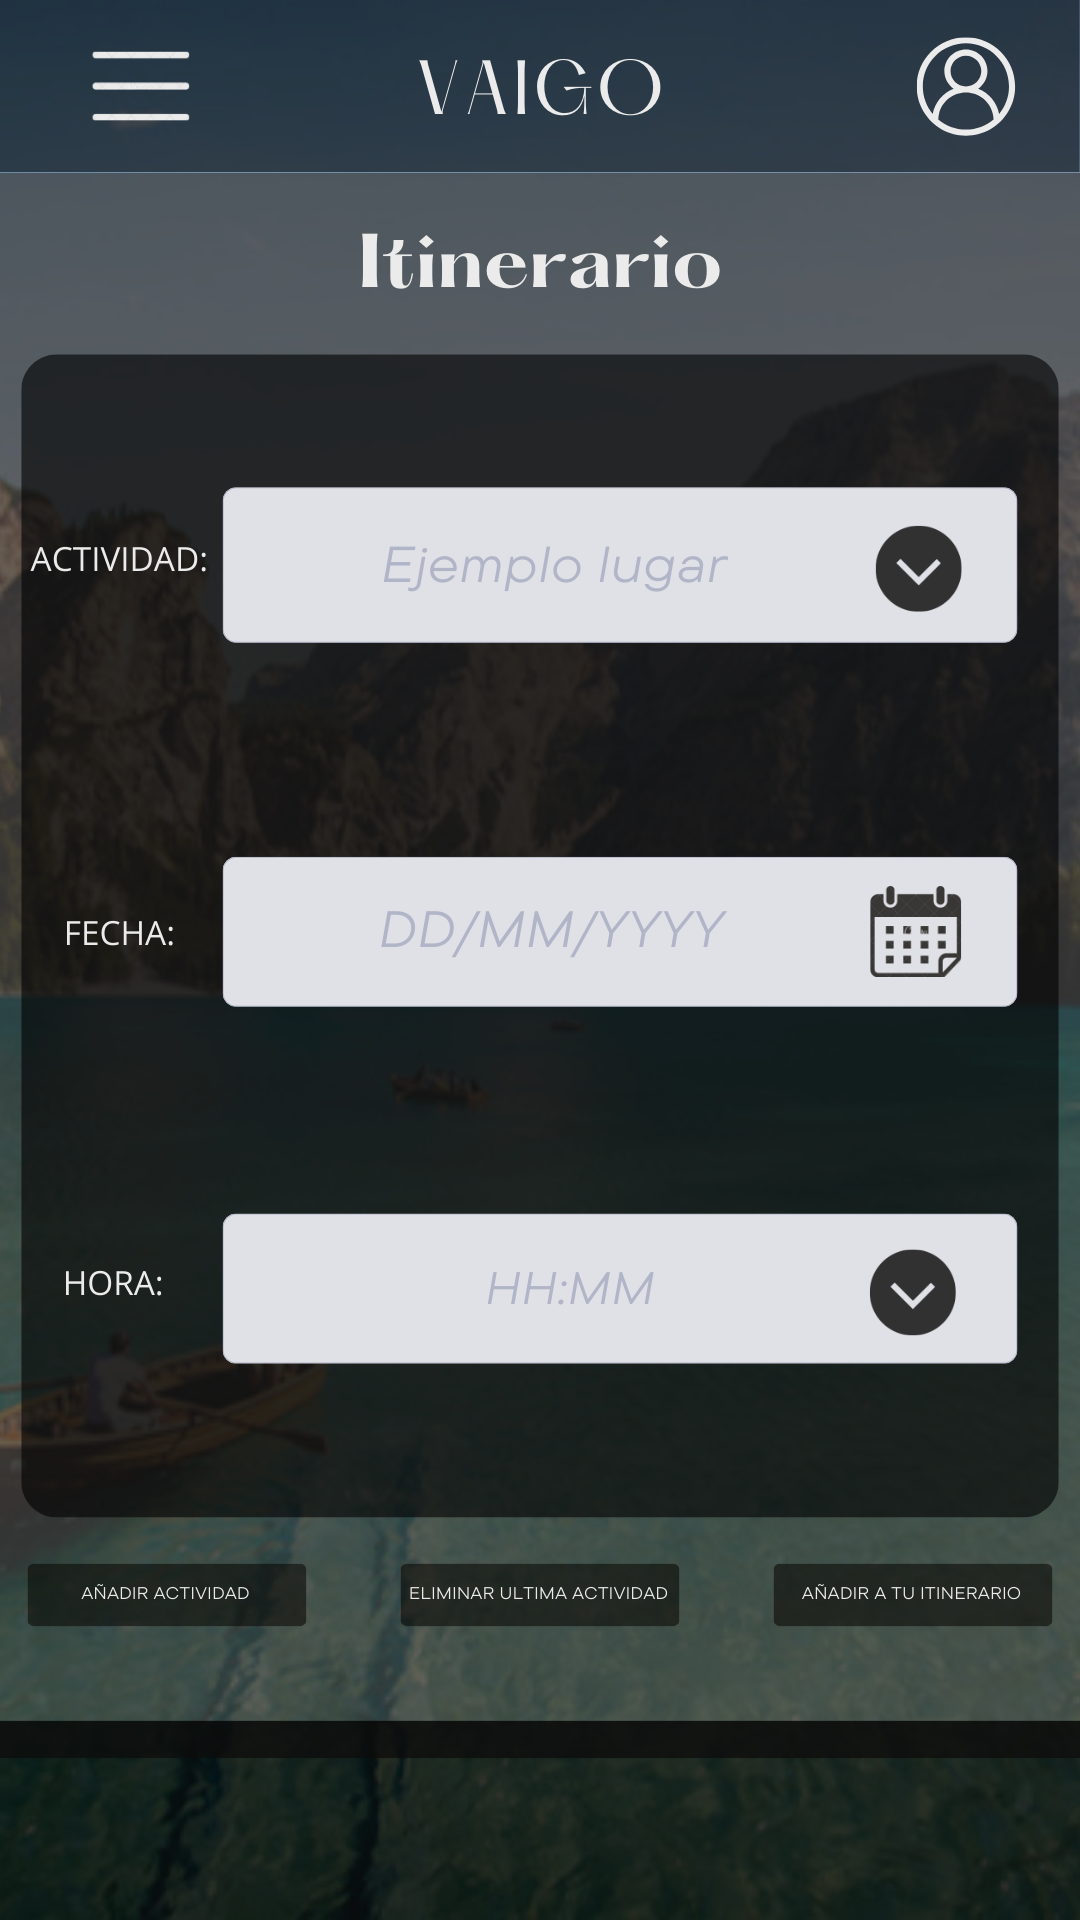 VAIGO
Itinerario
ACTIVIDAD:
Ejemplo lugar
FECHA:
DD/MM/YYYY
HORA:
HH:MM
AÑADIR ACTIVIDAD
ELIMINAR ULTIMA ACTIVIDAD
AÑADIR A TU ITINERARIO